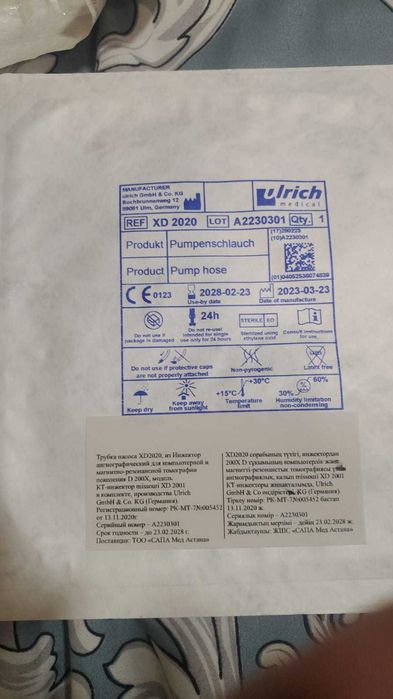 MANUFACTURER
ulrich GmbH & Co. KG
Buchbrunnenweg 12
89081 Ulm, Germany
ulrich
medical
REF XD 2020 LOT A2230301 Qty. 1
(17)280223
(10)A2230301
Produkt Pumpenschlauch
Product Pump hose
(01)04052536074539
CE 0123
2028-02-23
Use-by date
2023-03-23
Date of manufacture
Do not use if
package is damaged
24h
Do not re-use!
Intended for single
use only for 24 hours
STERILE EO
Sterilized using
ethylene oxid
Consult instructions
for use
Do not use if protective caps
are not properly attached
Non-pyrogenic
Latex free
Keep dry
Keep away
from sunlight
+15°C
+30°C
Temperature
limit
30%
60%
Humidity limitation
non-condensing
Трубка насоса XD2020, из Инжектор
ангиографический для компьютерной и
магнитно-резонансной томографии
поколения D 200X, модель
КТ-инжектор missouri XD 2001
в комплекте, производства Ulrich
GmbH & Co. KG (Германия).
Регистрационный номер: РК-МТ-7№005452
от 13.11.2020г.
Серийный номер – A2230301
Срок годности – до 23.02.2028 г.
Поставщик: ТОО «САПА Мед Астана»
XD2020 сорғының түтігі, инжектордан
200X D тұқымының компьютерлік және
магнитті-резонанстық томографиясы
ангиографиялық, қалып missouri XD 2001
КТ-инжекторы жинақталымда, Ulrich
GmbH & Co өндірістік, KG (Германия).
Тіркеу нөмірі: РК-МТ-7№005452 бастап
13.11.2020 ж.
Сериялық нөмір – A2230301
Жарамдылық мерзімі – дейін 23.02.2028 ж.
Жабдықтаушы: ЖШС «САПА Мед Астана»